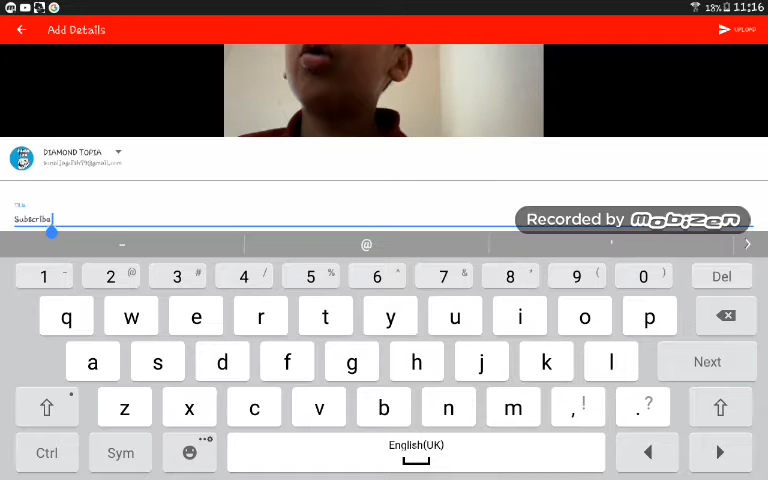 18% 11:16
Add Details UPLOAD
DIAMOND TOPIA
Title
Subscribe
Recorded by mobizen
- @ ' >
1 - 2 @ 3 # 4 / 5 % 6 ^ 7 & 8 ' 9 ( 0 ) Del
q w e r t y u i o p
a s d f g h j k l Next
z x c v b n m , ! . ?
Ctrl Sym English(UK)